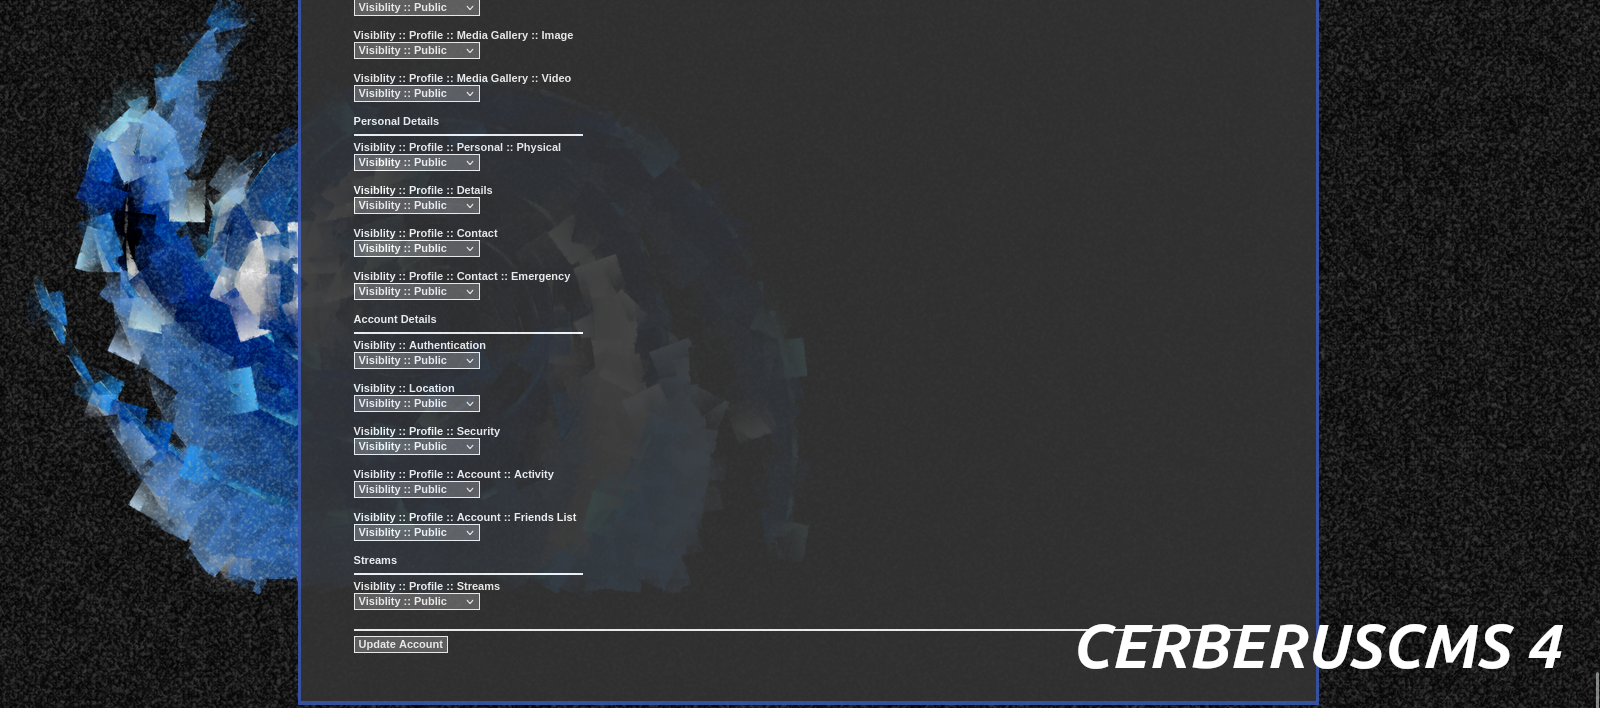 Visiblity :: Public
Visiblity :: Profile :: Media Gallery :: Image
Visiblity :: Public
Visiblity :: Profile :: Media Gallery :: Video
Visiblity :: Public
Personal Details
Visiblity :: Profile :: Personal :: Physical
Visiblity :: Public
Visiblity :: Profile :: Details
Visiblity :: Public
Visiblity :: Profile :: Contact
Visiblity :: Public
Visiblity :: Profile :: Contact :: Emergency
Visiblity :: Public
Account Details
Visiblity :: Authentication
Visiblity :: Public
Visiblity :: Location
Visiblity :: Public
Visiblity :: Profile :: Security
Visiblity :: Public
Visiblity :: Profile :: Account :: Activity
Visiblity :: Public
Visiblity :: Profile :: Account :: Friends List
Visiblity :: Public
Streams
Visiblity :: Profile :: Streams
Visiblity :: Public
Update Account
CERBERUSCMS 4